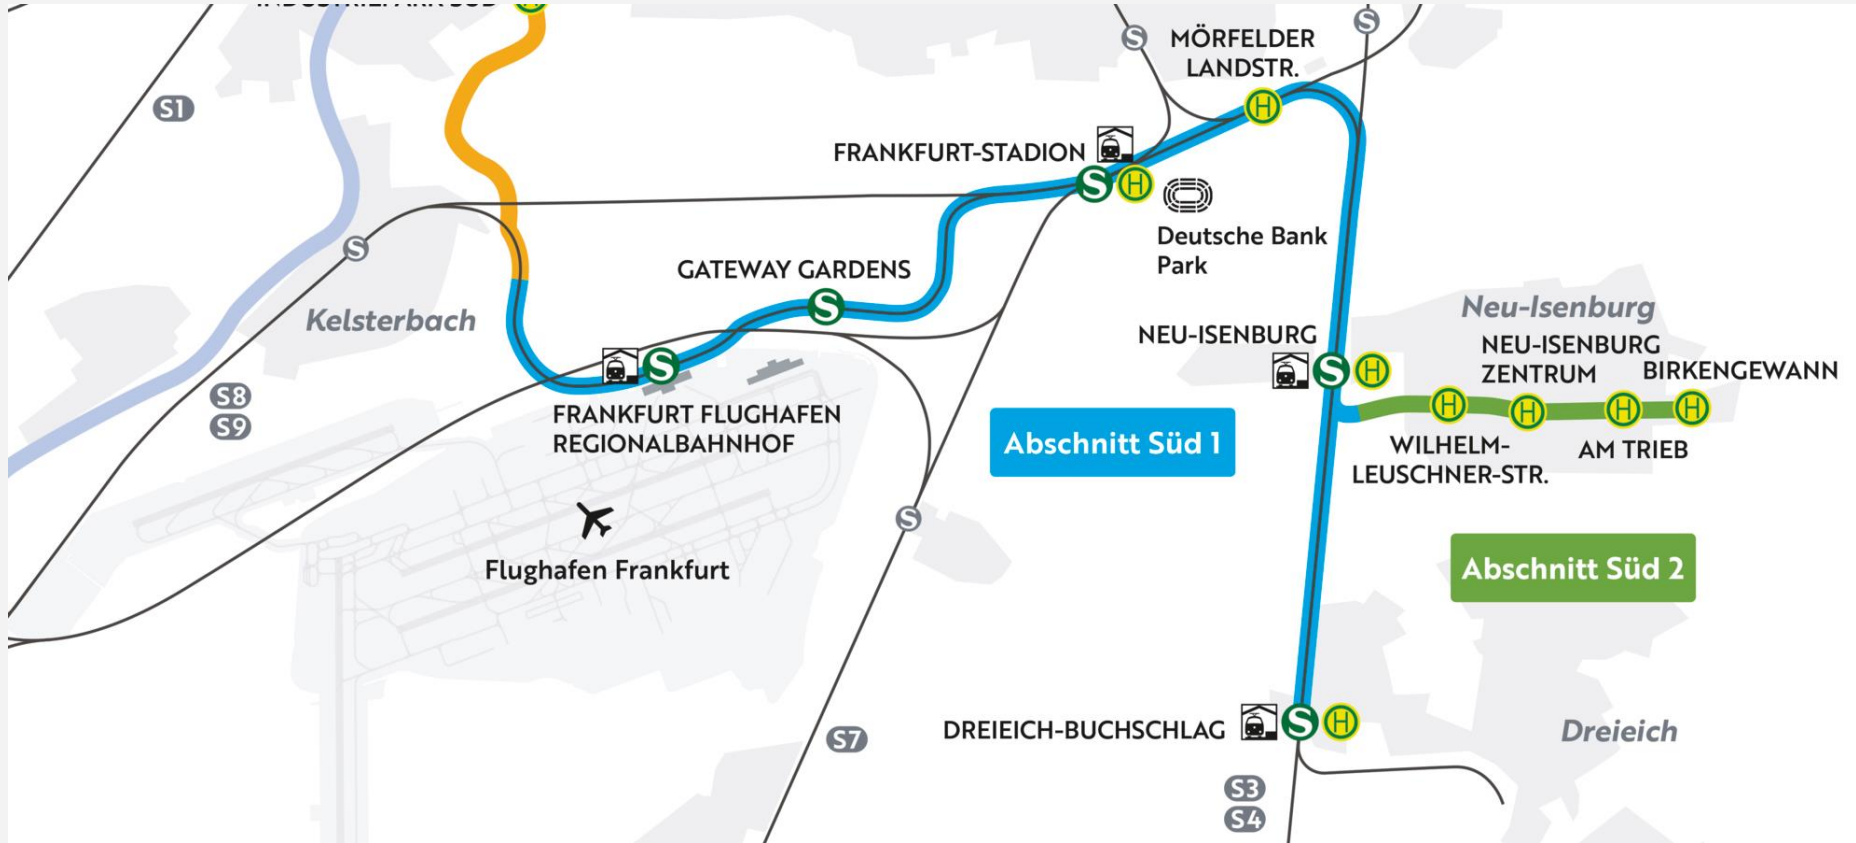 INDUSTRIEPARK SÜD
H
S
S
MÖRFELDER
LANDSTR.
H
S1
FRANKFURT-STADION
S
H
Deutsche Bank
Park
S
GATEWAY GARDENS
S
Kelsterbach
Neu-Isenburg
NEU-ISENBURG
S
H
NEU-ISENBURG
ZENTRUM
BIRKENGEWANN
S
S8
S9
FRANKFURT FLUGHAFEN
REGIONALBAHNHOF
Abschnitt Süd 1
H
H
H
H
WILHELM-
LEUSCHNER-STR.
AM TRIEB
S
Flughafen Frankfurt
Abschnitt Süd 2
DREIEICH-BUCHSCHLAG
S
H
Dreieich
S7
S3
S4